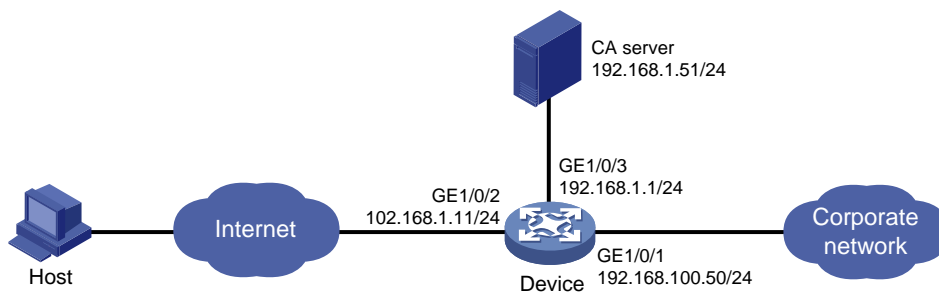 CA server
192.168.1.51/24
GE1/0/3
192.168.1.1/24
GE1/0/2
102.168.1.11/24
Internet
Corporate
network
GE1/0/1
192.168.100.50/24
Host
Device